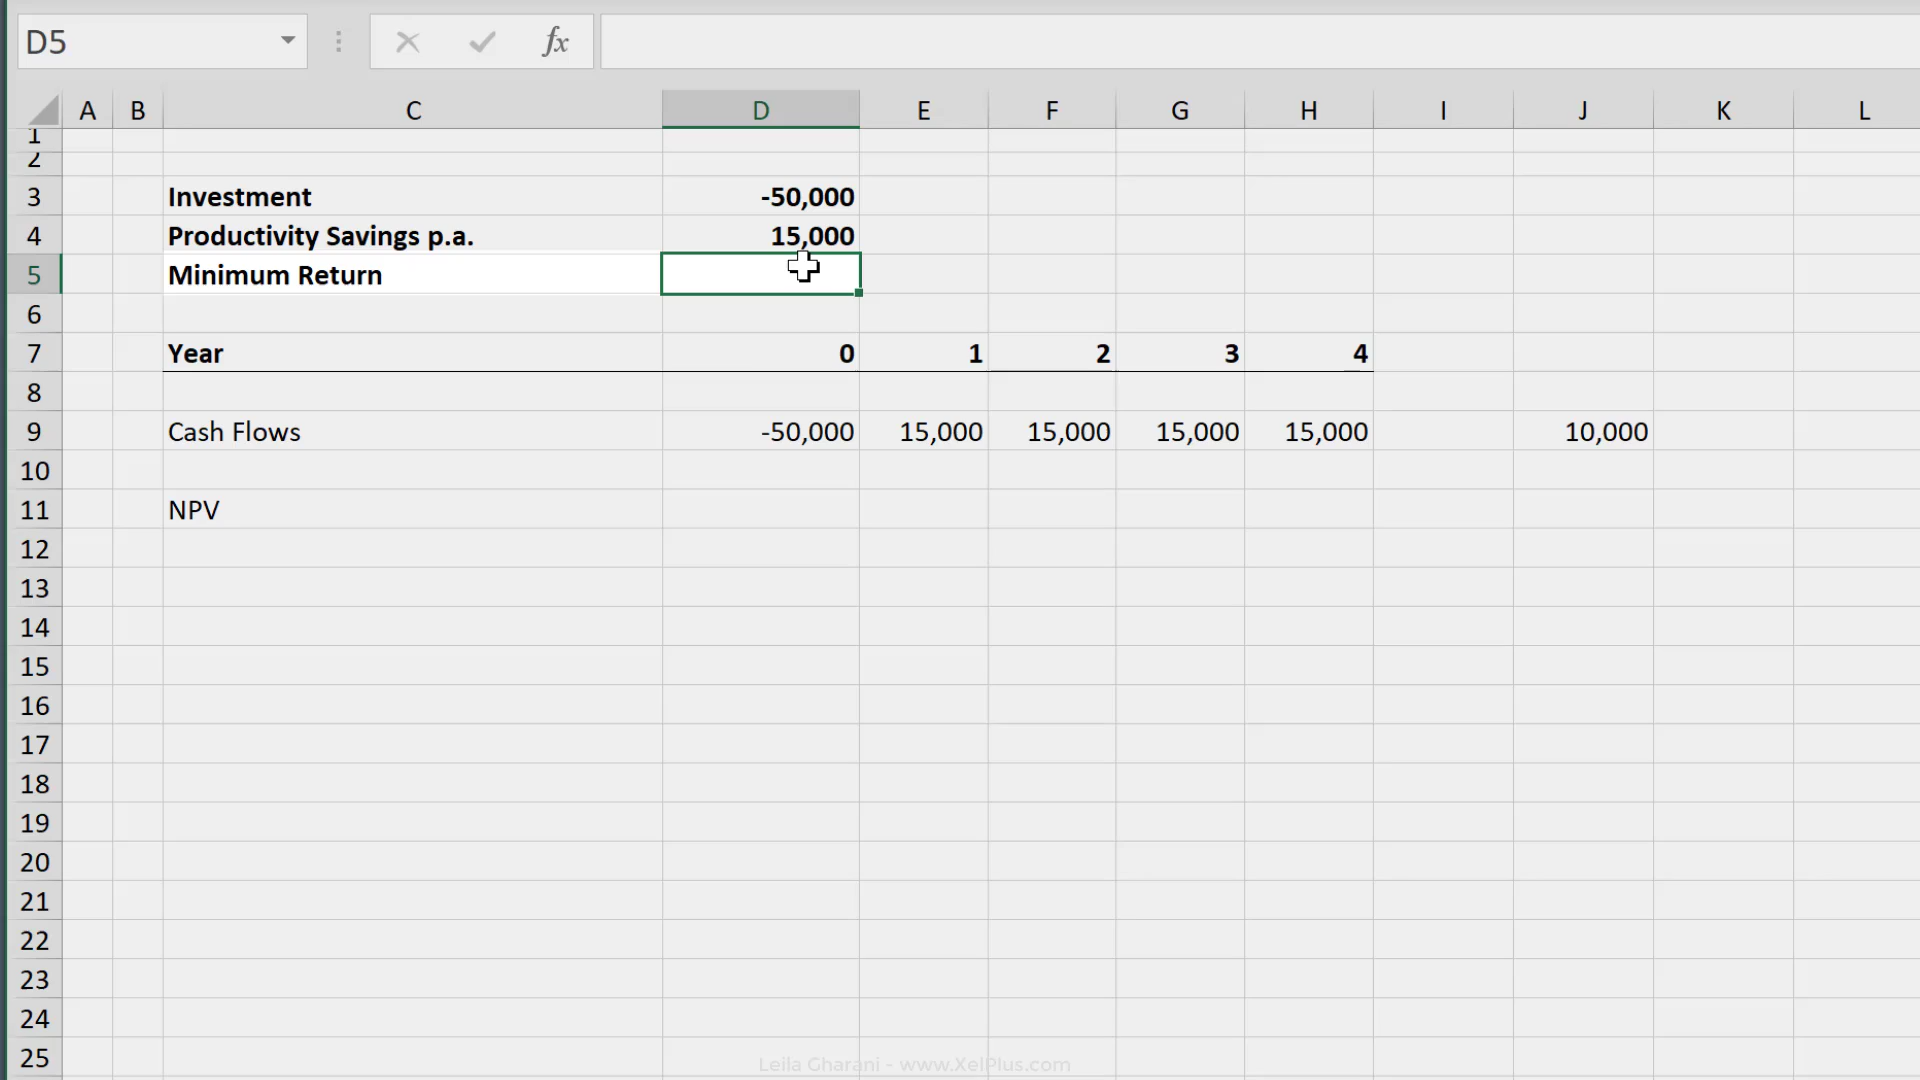 D5 fx
A B C D E F G H I J K L
1
2
3 Investment -50,000
4 Productivity Savings p.a. 15,000
5 Minimum Return
6
7 Year 0 1 2 3 4
8
9 Cash Flows -50,000 15,000 15,000 15,000 15,000 10,000
10
11 NPV
12
13
14
15
16
17
18
19
20
21
22
23
24
25
Leila Gharani - www.XelPlus.com